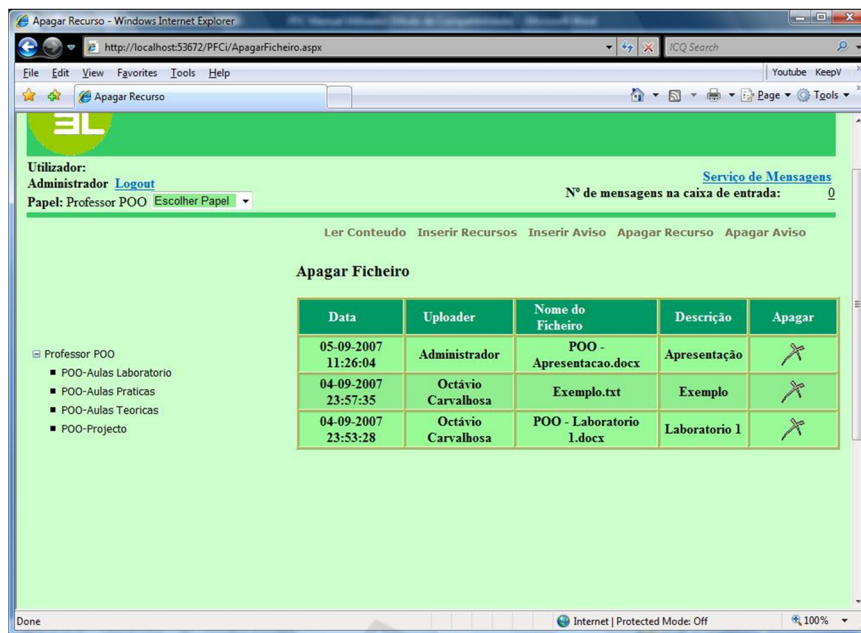 Apagar Recurso - Windows Internet Explorer
http://localhost:53672/PFCi/ApagarFicheiro.aspx
ICQ Search
File Edit View Favorites Tools Help
Youtube KeepV
Apagar Recurso
Page Tools
3L
Utilizador:
Administrador Logout
Serviço de Mensagens
Papel: Professor POO Escolher Papel
Nº de mensagens na caixa de entrada: 0
Ler Conteudo Inserir Recursos Inserir Aviso Apagar Recurso Apagar Aviso
Apagar Ficheiro
Data Uploader Nome do Ficheiro Descrição Apagar
05-09-2007 11:26:04 Administrador POO - Apresentacao.docx Apresentação
04-09-2007 23:57:35 Octávio Carvalhosa Exemplo.txt Exemplo
04-09-2007 23:53:28 Octávio Carvalhosa POO - Laboratorio 1.docx Laboratorio 1
Professor POO
POO-Aulas Laboratorio
POO-Aulas Praticas
POO-Aulas Teoricas
POO-Projecto
Done
Internet | Protected Mode: Off
100%